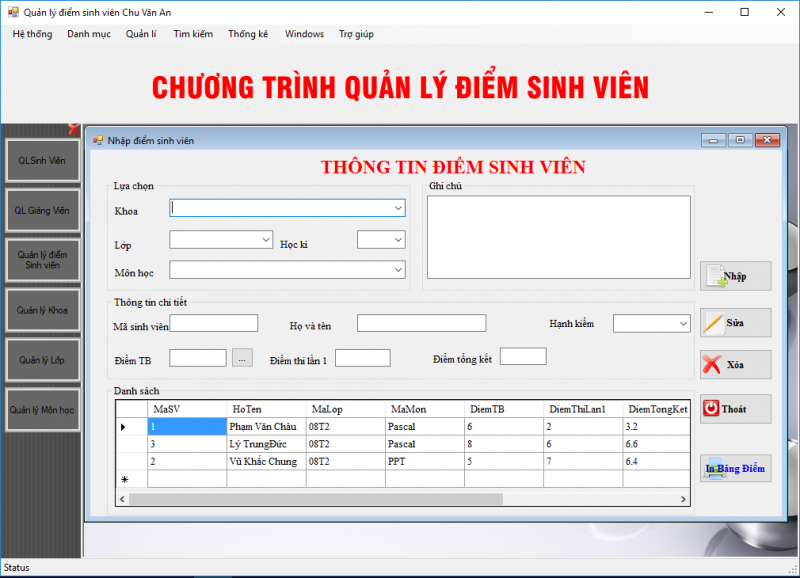 Quản lý điểm sinh viên Chu Văn An
Hệ thống Danh mục Quản lí Tìm kiếm Thống kê Windows Trợ giúp
CHƯƠNG TRÌNH QUẢN LÝ ĐIỂM SINH VIÊN
QLSinh Viên
QL Giảng Viên
Quản lý điểm
Sinh viên
Quản lý Khoa
Quản lý Lớp
Quản lý Môn học
Nhập điểm sinh viên
THÔNG TIN ĐIỂM SINH VIÊN
Lựa chọn
Khoa
Lớp Học kì
Môn học
Ghi chú
Thông tin chi tiết
Mã sinh viên Họ và tên Hạnh kiểm
Điểm TB ... Điểm thi lần 1 Điểm tổng kết
Danh sách
MaSV HoTen MaLop MaMon DiemTB DiemThiLan1 DiemTongKet
1 Phạm Văn Châu 08T2 Pascal 6 2 3.2
3 Lý TrungĐức 08T2 Pascal 8 6 6.6
2 Vũ Khắc Chung 08T2 PPT 5 7 6.4
Nhập
Sửa
Xóa
Thoát
In Bảng Điểm
Status